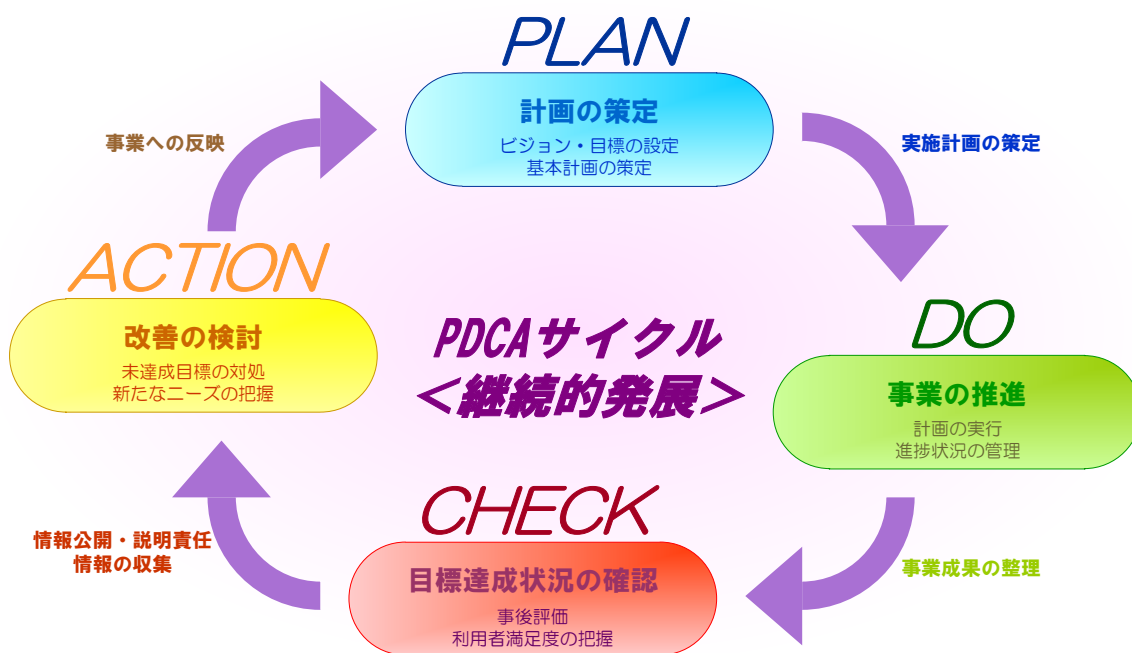 PLAN
計画の策定
ビジョン・目標の設定
基本計画の策定
事業への反映
実施計画の策定
ACTION
改善の検討
未達成目標の対処
新たなニーズの把握
PDCAサイクル
＜継続的発展＞
DO
事業の推進
計画の実行
進捗状況の管理
CHECK
目標達成状況の確認
事後評価
利用者満足度の把握
情報公開・説明責任
情報の収集
事業成果の整理